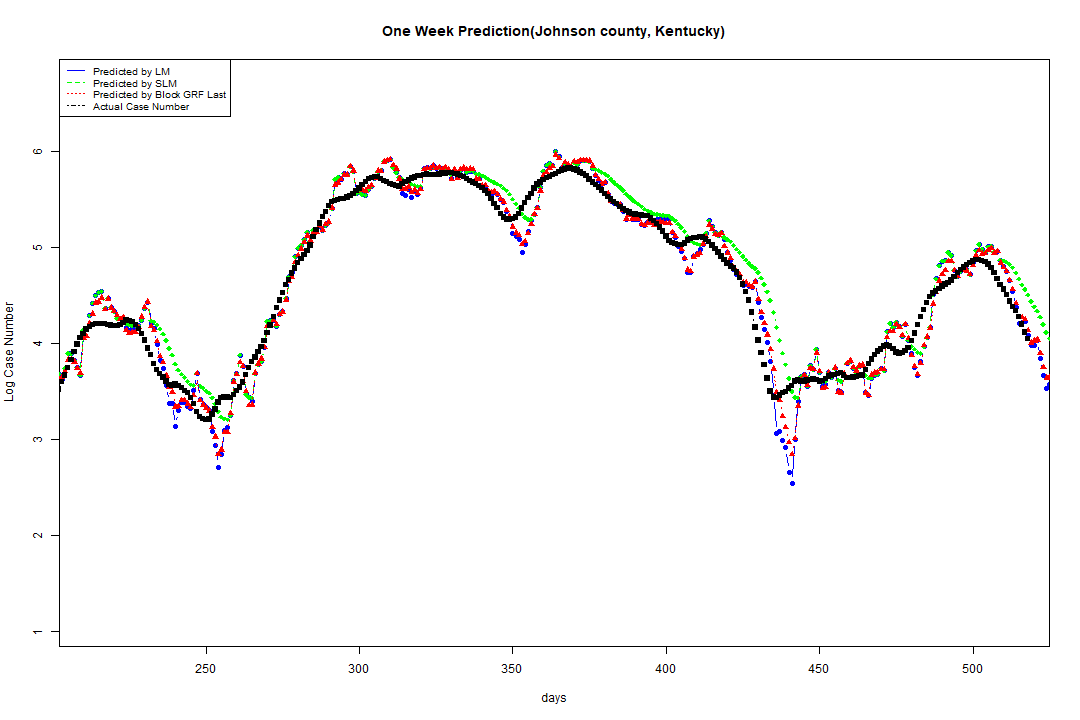 One Week Prediction(Johnson county, Kentucky)
Predicted by LM
Predicted by SLM
Predicted by Block GRF Last
Actual Case Number
6
5
4
3
2
1
Log Case Number
250 300 350 400 450 500
days